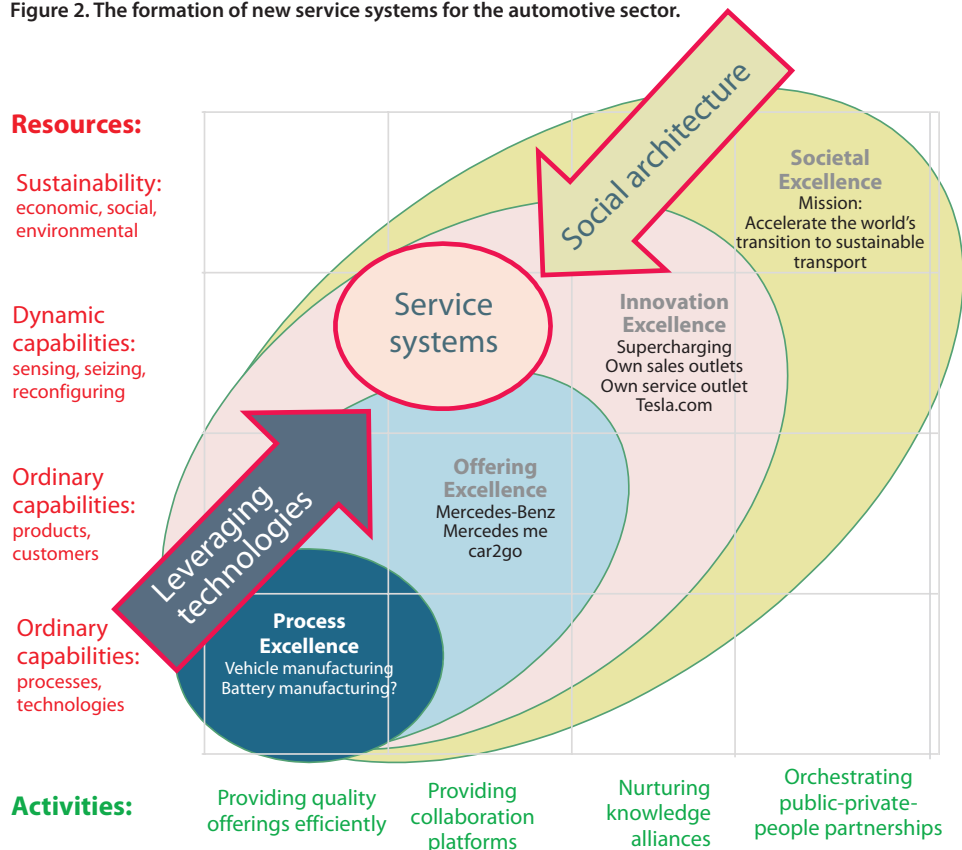 Figure 2. The formation of new service systems for the automotive sector.
Resources:
Sustainability:
economic, social,
environmental
Dynamic
capabilities:
sensing, seizing,
reconfiguring
Ordinary
capabilities:
products,
customers
Ordinary
capabilities:
processes,
technologies
Social architecture
Societal
Excellence
Mission:
Accelerate the world’s
transition to sustainable
transport
Service
systems
Innovation
Excellence
Supercharging
Own sales outlets
Own service outlet
Tesla.com
Leveraging
technologies
Offering
Excellence
Mercedes-Benz
Mercedes me
car2go
Process
Excellence
Vehicle manufacturing
Battery manufacturing?
Activities:
Providing quality
offerings efficiently
Providing
collaboration
platforms
Nurturing
knowledge
alliances
Orchestrating
public-private-
people partnerships